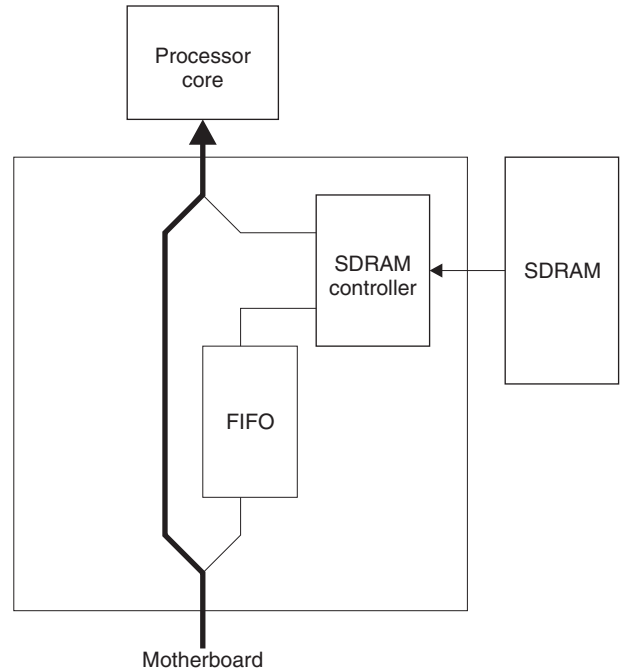 Processor
core
SDRAM
controller
SDRAM
FIFO
Motherboard